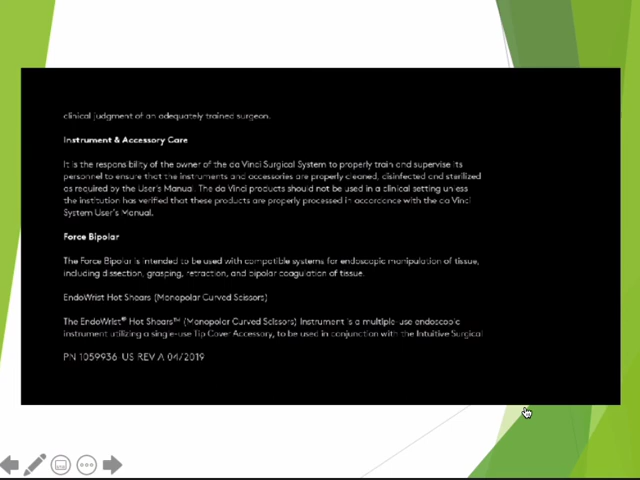 clinical judgment of an adequately trained surgeon.
Instrument & Accessory Care
It is the responsibility of the owner of the da Vinci Surgical System to properly train and supervise its
personnel to ensure that the instruments and accessories are properly cleaned, disinfected and sterilized
as required by the User's Manual. The da Vinci products should not be used in a clinical setting unless
the institution has verified that these products are properly processed in accordance with the da Vinci
System User's Manual.
Force Bipolar
The Force Bipolar is intended to be used with compatible systems for endoscopic manipulation of tissue,
including dissection, grasping, retraction, and bipolar coagulation of tissue.
EndoWrist Hot Shears (Monopolar Curved Scissors)
The EndoWrist® Hot Shears™ (Monopolar Curved Scissors) Instrument is a multiple-use endoscopic
instrument utilizing a single-use Tip Cover Accessory, to be used in conjunction with the Intuitive Surgical
PN 1059936-US REV A 04/2019